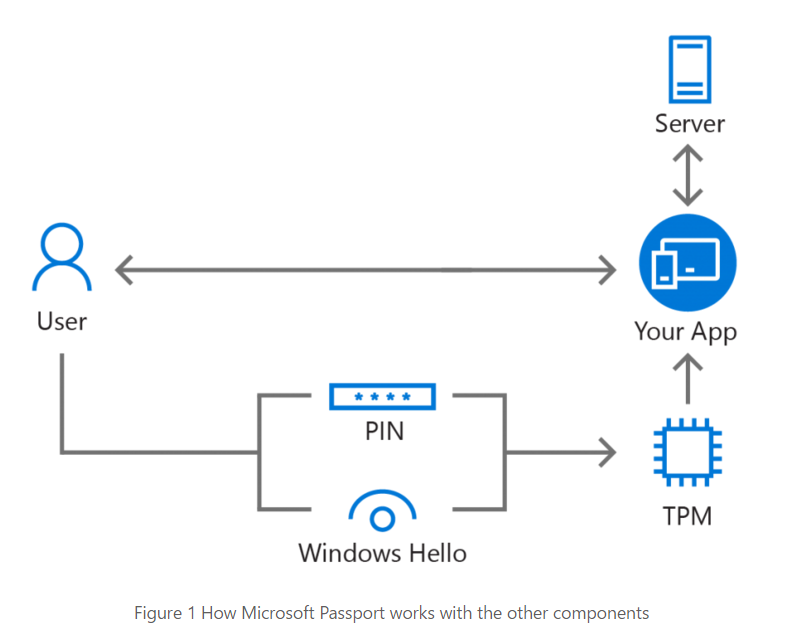 Server
User
Your App
* * * *
PIN
TPM
Windows Hello
Figure 1 How Microsoft Passport works with the other components